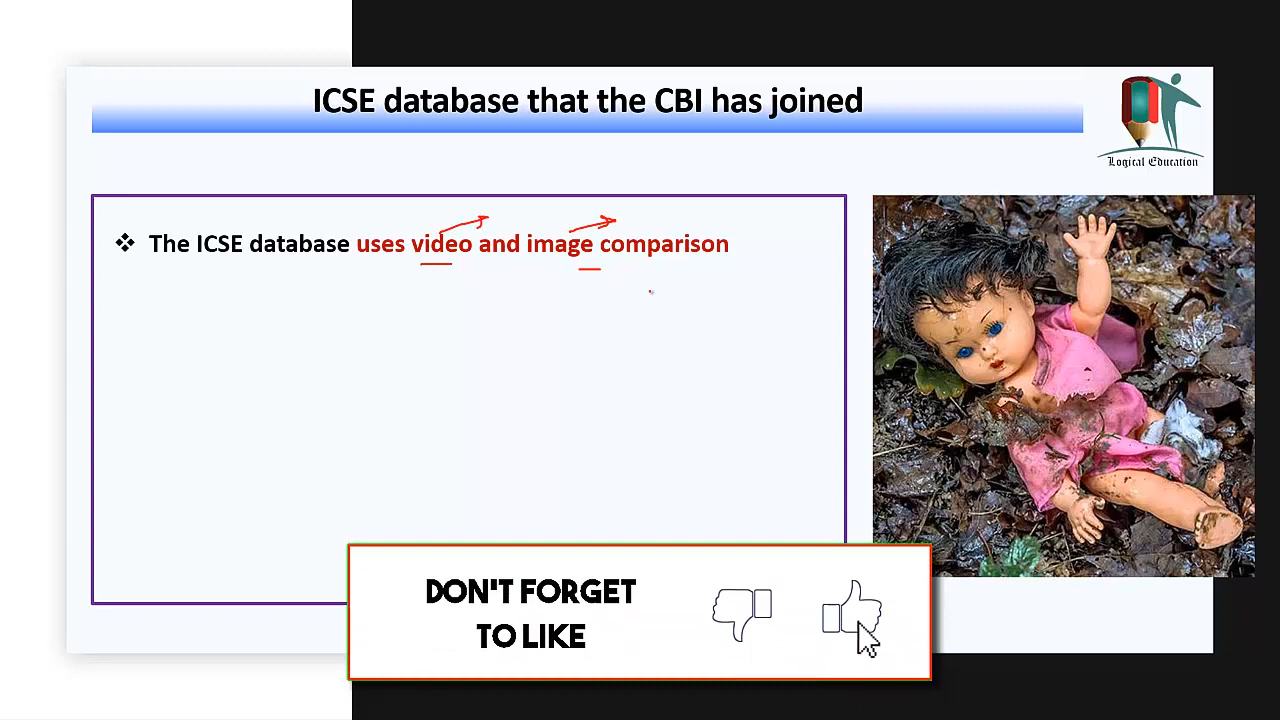 ICSE database that the CBI has joined
Logical Education
❖ The ICSE database uses video and image comparison
DON'T FORGET
TO LIKE